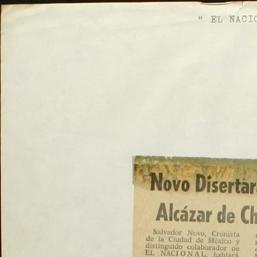 " EL NACIO
Novo Disertar
Alcázar de Ch
Salvador Novo, Cronista
de la Ciudad de México y
distinguido colaborador de
EL NACIONAL, hablará